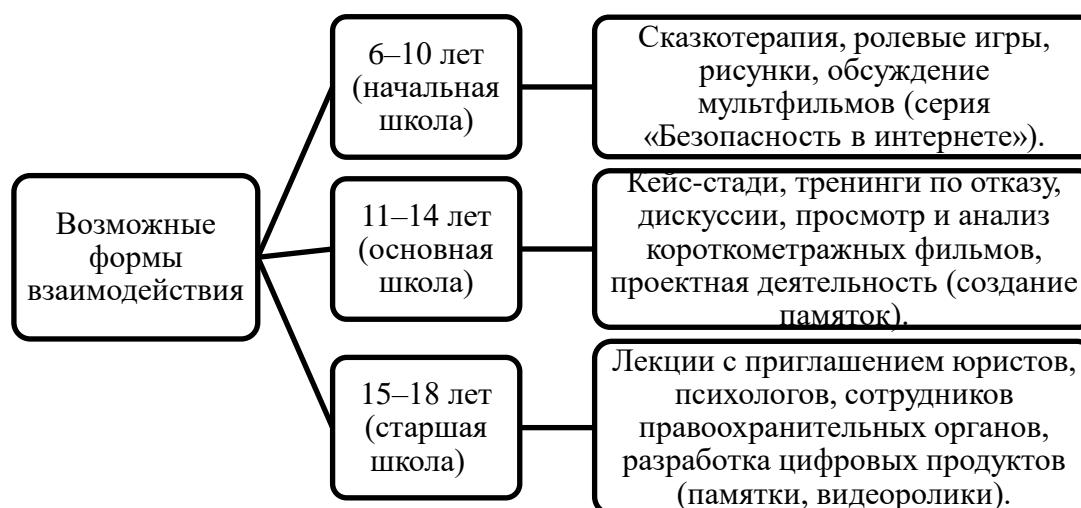 Возможные
формы
взаимодействия
6–10 лет
(начальная
школа)
Сказкотерапия, ролевые игры,
рисунки, обсуждение
мультфильмов (серия
«Безопасность в интернете»).
11–14 лет
(основная
школа)
Кейс-стади, тренинги по отказу,
дискуссии, просмотр и анализ
короткометражных фильмов,
проектная деятельность (создание
памяток).
15–18 лет
(старшая
школа)
Лекции с приглашением юристов,
психологов, сотрудников
правоохранительных органов,
разработка цифровых продуктов
(памятки, видеоролики).